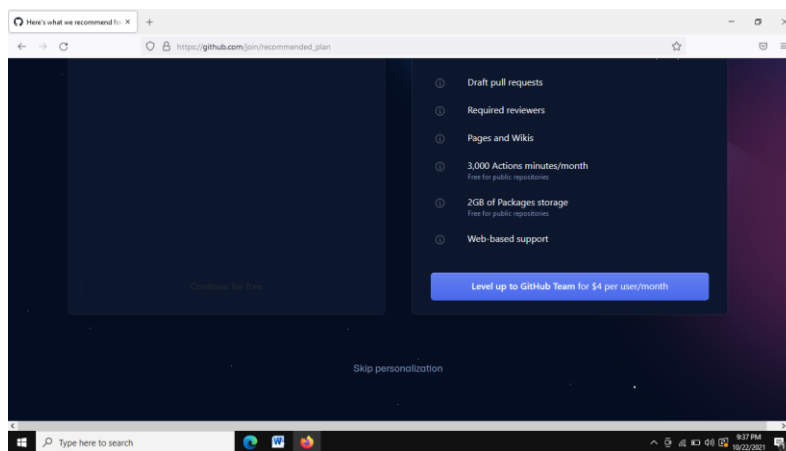 Here's what we recommend for
https://github.com/join/recommended_plan
Draft pull requests
Required reviewers
Pages and Wikis
3,000 Actions minutes/month
Free for public repositories
2GB of Packages storage
Free for public repositories
Web-based support
Continue for free
Level up to GitHub Team for $4 per user/month
Skip personalization
Type here to search
9:37 PM
10/22/2021